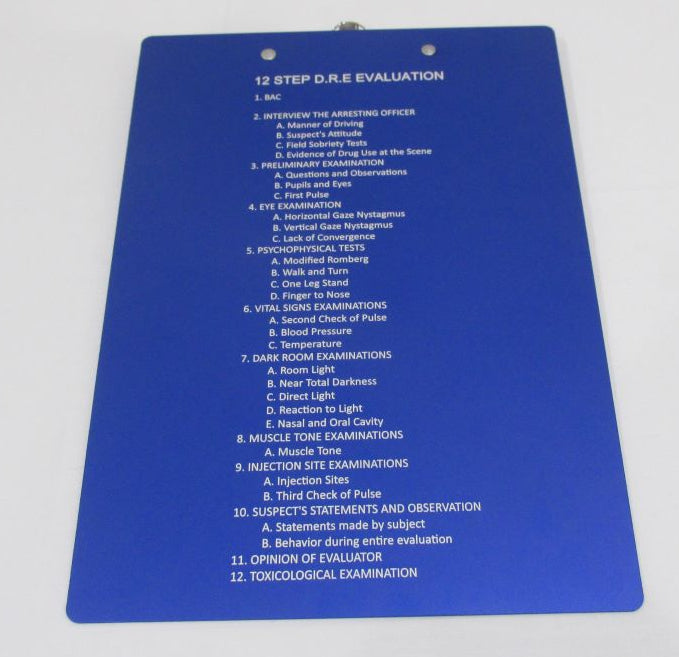 12 STEP D.R.E EVALUATION
1. BAC
2. INTERVIEW THE ARRESTING OFFICER
A. Manner of Driving
B. Suspect's Attitude
C. Field Sobriety Tests
D. Evidence of Drug Use at the Scene
3. PRELIMINARY EXAMINATION
A. Questions and Observations
B. Pupils and Eyes
C. First Pulse
4. EYE EXAMINATION
A. Horizontal Gaze Nystagmus
B. Vertical Gaze Nystagmus
C. Lack of Convergence
5. PSYCHOPHYSICAL TESTS
A. Modified Romberg
B. Walk and Turn
C. One Leg Stand
D. Finger to Nose
6. VITAL SIGNS EXAMINATIONS
A. Second Check of Pulse
B. Blood Pressure
C. Temperature
7. DARK ROOM EXAMINATIONS
A. Room Light
B. Near Total Darkness
C. Direct Light
D. Reaction to Light
E. Nasal and Oral Cavity
8. MUSCLE TONE EXAMINATIONS
A. Muscle Tone
9. INJECTION SITE EXAMINATIONS
A. Injection Sites
B. Third Check of Pulse
10. SUSPECT'S STATEMENTS AND OBSERVATION
A. Statements made by subject
B. Behavior during entire evaluation
11. OPINION OF EVALUATOR
12. TOXICOLOGICAL EXAMINATION